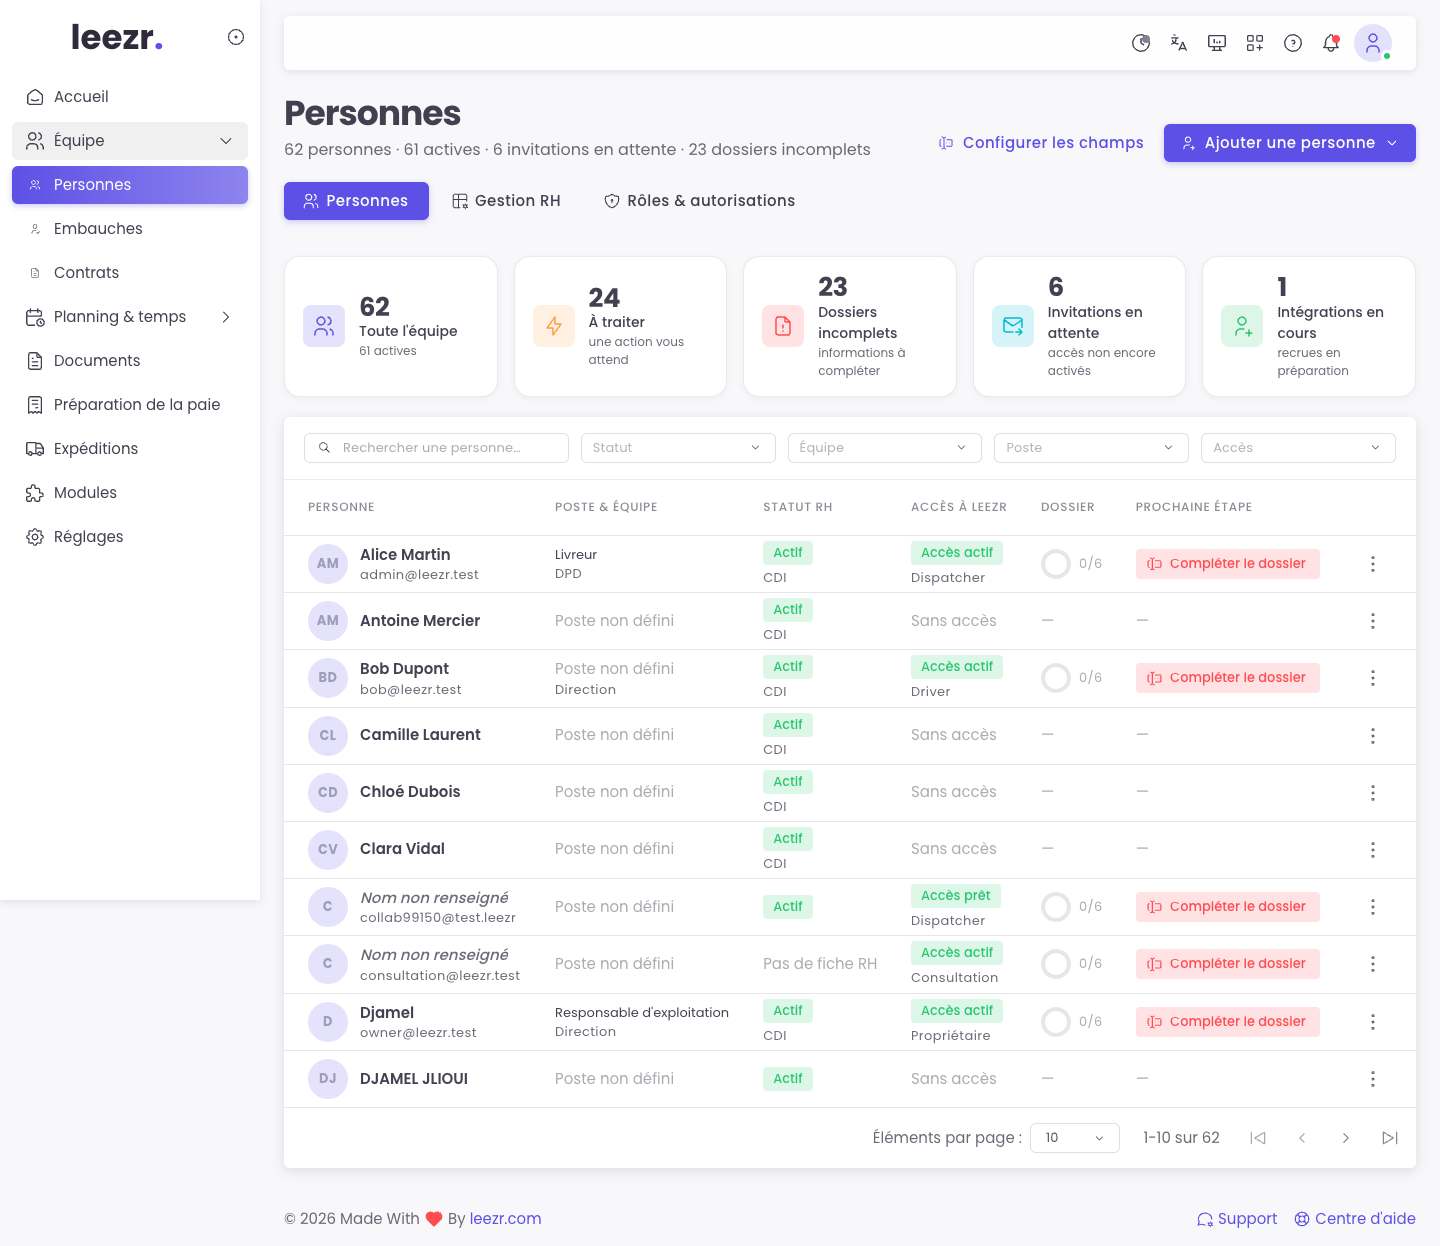 leezr.
Accueil
Équipe
Personnes
Embauches
Contrats
Planning & temps
Documents
Préparation de la paie
Expéditions
Modules
Réglages
Personnes
62 personnes · 61 actives · 6 invitations en attente · 23 dossiers incomplets
Configurer les champs
Ajouter une personne
Personnes
Gestion RH
Rôles & autorisations
62
Toute l'équipe
61 actives
24
À traiter
une action vous
attend
23
Dossiers
incomplets
informations à
compléter
6
Invitations en
attente
accès non encore
activés
1
Intégrations en
cours
recrues en
préparation
Rechercher une personne…
Statut
Équipe
Poste
Accès
PERSONNE POSTE & ÉQUIPE STATUT RH ACCÈS À LEEZR DOSSIER PROCHAINE ÉTAPE
AM Alice Martin Livreur Actif Accès actif 0/6 Compléter le dossier
admin@leezr.test DPD CDI Dispatcher
AM Antoine Mercier Poste non défini Actif Sans accès — —
CDI
BD Bob Dupont Poste non défini Actif Accès actif 0/6 Compléter le dossier
bob@leezr.test Direction CDI Driver
CL Camille Laurent Poste non défini Actif Sans accès — —
CDI
CD Chloé Dubois Poste non défini Actif Sans accès — —
CDI
CV Clara Vidal Poste non défini Actif Sans accès — —
CDI
C Nom non renseigné Poste non défini Actif Accès prêt 0/6 Compléter le dossier
collab99150@test.leezr Dispatcher
C Nom non renseigné Poste non défini Pas de fiche RH Accès actif 0/6 Compléter le dossier
consultation@leezr.test Consultation
D Djamel Responsable d'exploitation Actif Accès actif 0/6 Compléter le dossier
owner@leezr.test Direction CDI Propriétaire
DJ DJAMEL JLIOUI Poste non défini Actif Sans accès — —
Éléments par page : 10 1-10 sur 62
© 2026 Made With By leezr.com
Support
Centre d'aide